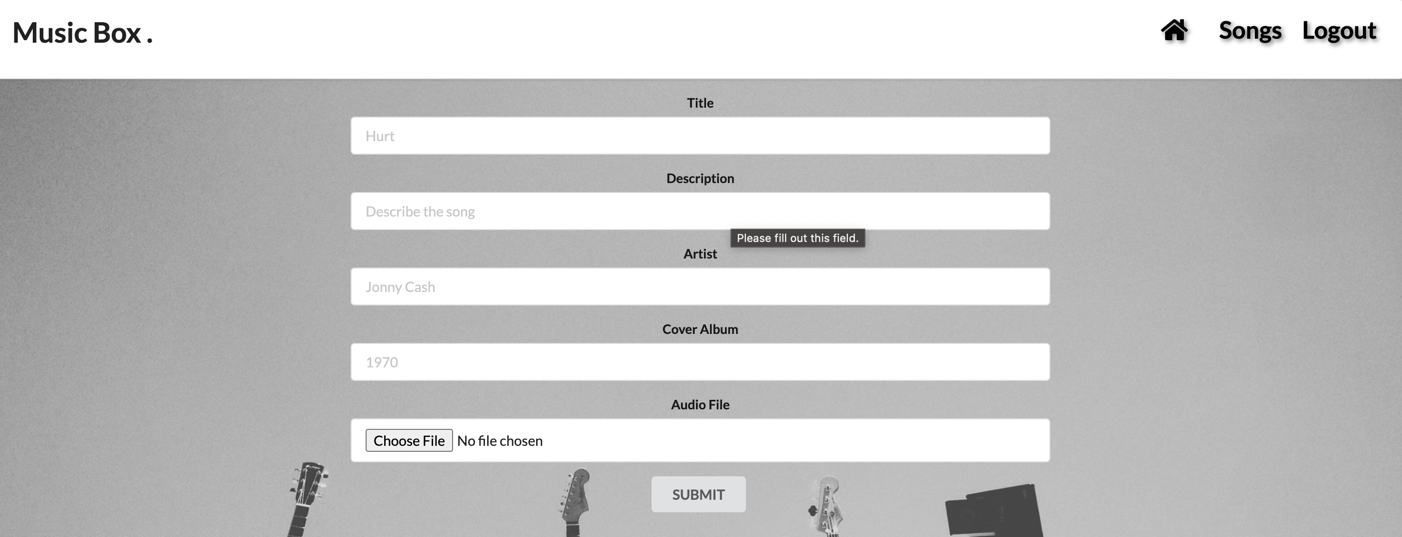 Music Box .
Songs Logout
Title
Hurt
Description
Describe the song
Please fill out this field.
Artist
Jonny Cash
Cover Album
1970
Audio File
Choose File No file chosen
SUBMIT